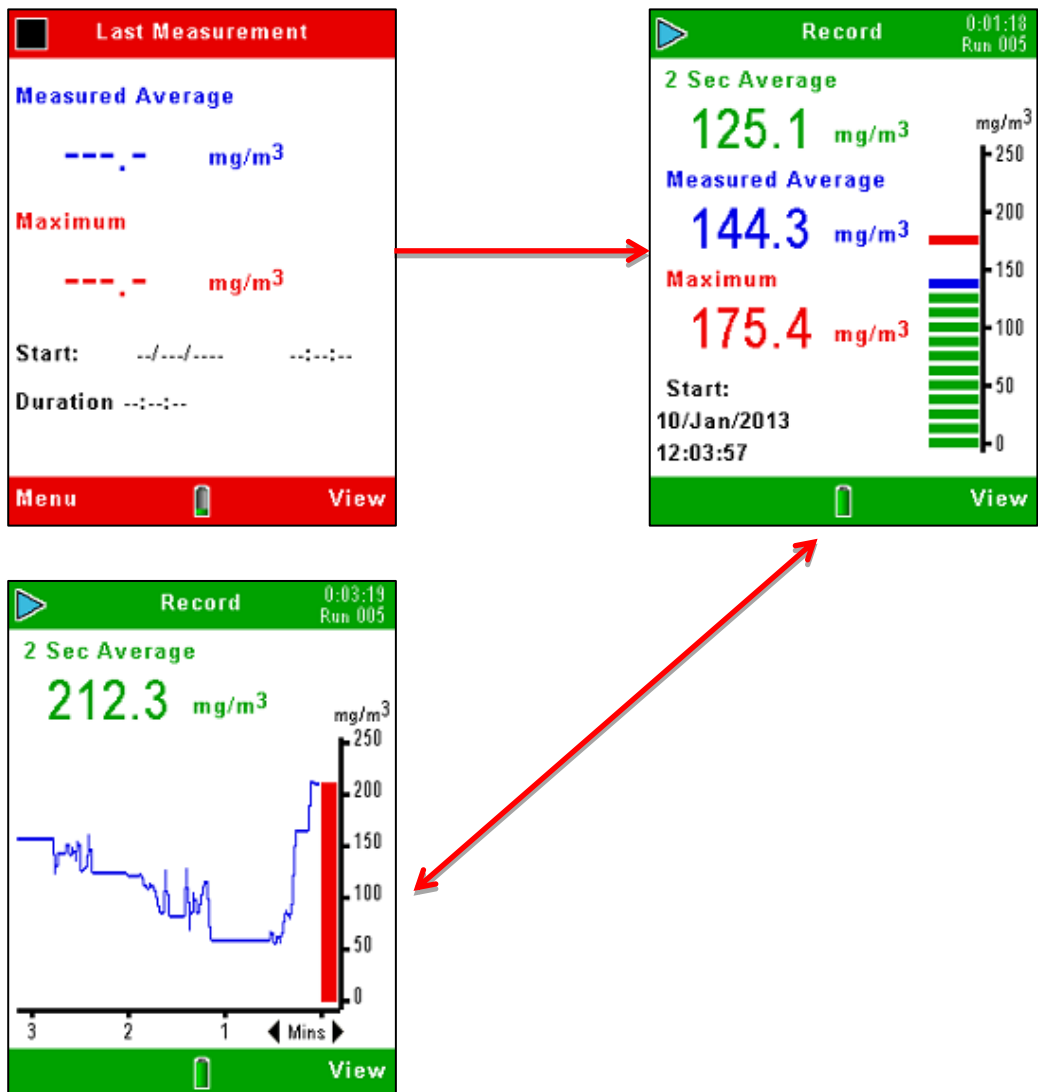 Last Measurement
Measured Average
---.- mg/m3
Maximum
---.- mg/m3
Start: --/---/---- --:--:--
Duration --:--:--
Menu View
Record 0:01:18
Run 005
2 Sec Average
125.1 mg/m3
Measured Average
144.3 mg/m3
Maximum
175.4 mg/m3
Start:
10/Jan/2013
12:03:57
mg/m3
250
200
150
100
50
0
View
Record 0:03:19
Run 005
2 Sec Average
212.3 mg/m3
mg/m3
250
200
150
100
50
0
3 2 1 Mins
View